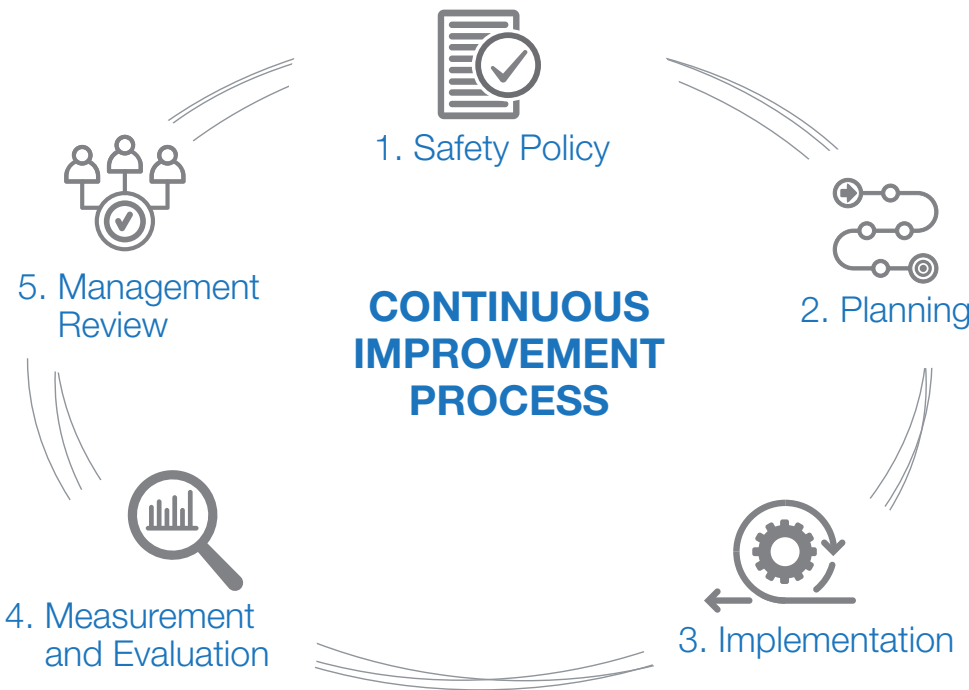 1. Safety Policy
2. Planning
3. Implementation
4. Measurement
and Evaluation
5. Management
Review
CONTINUOUS
IMPROVEMENT
PROCESS